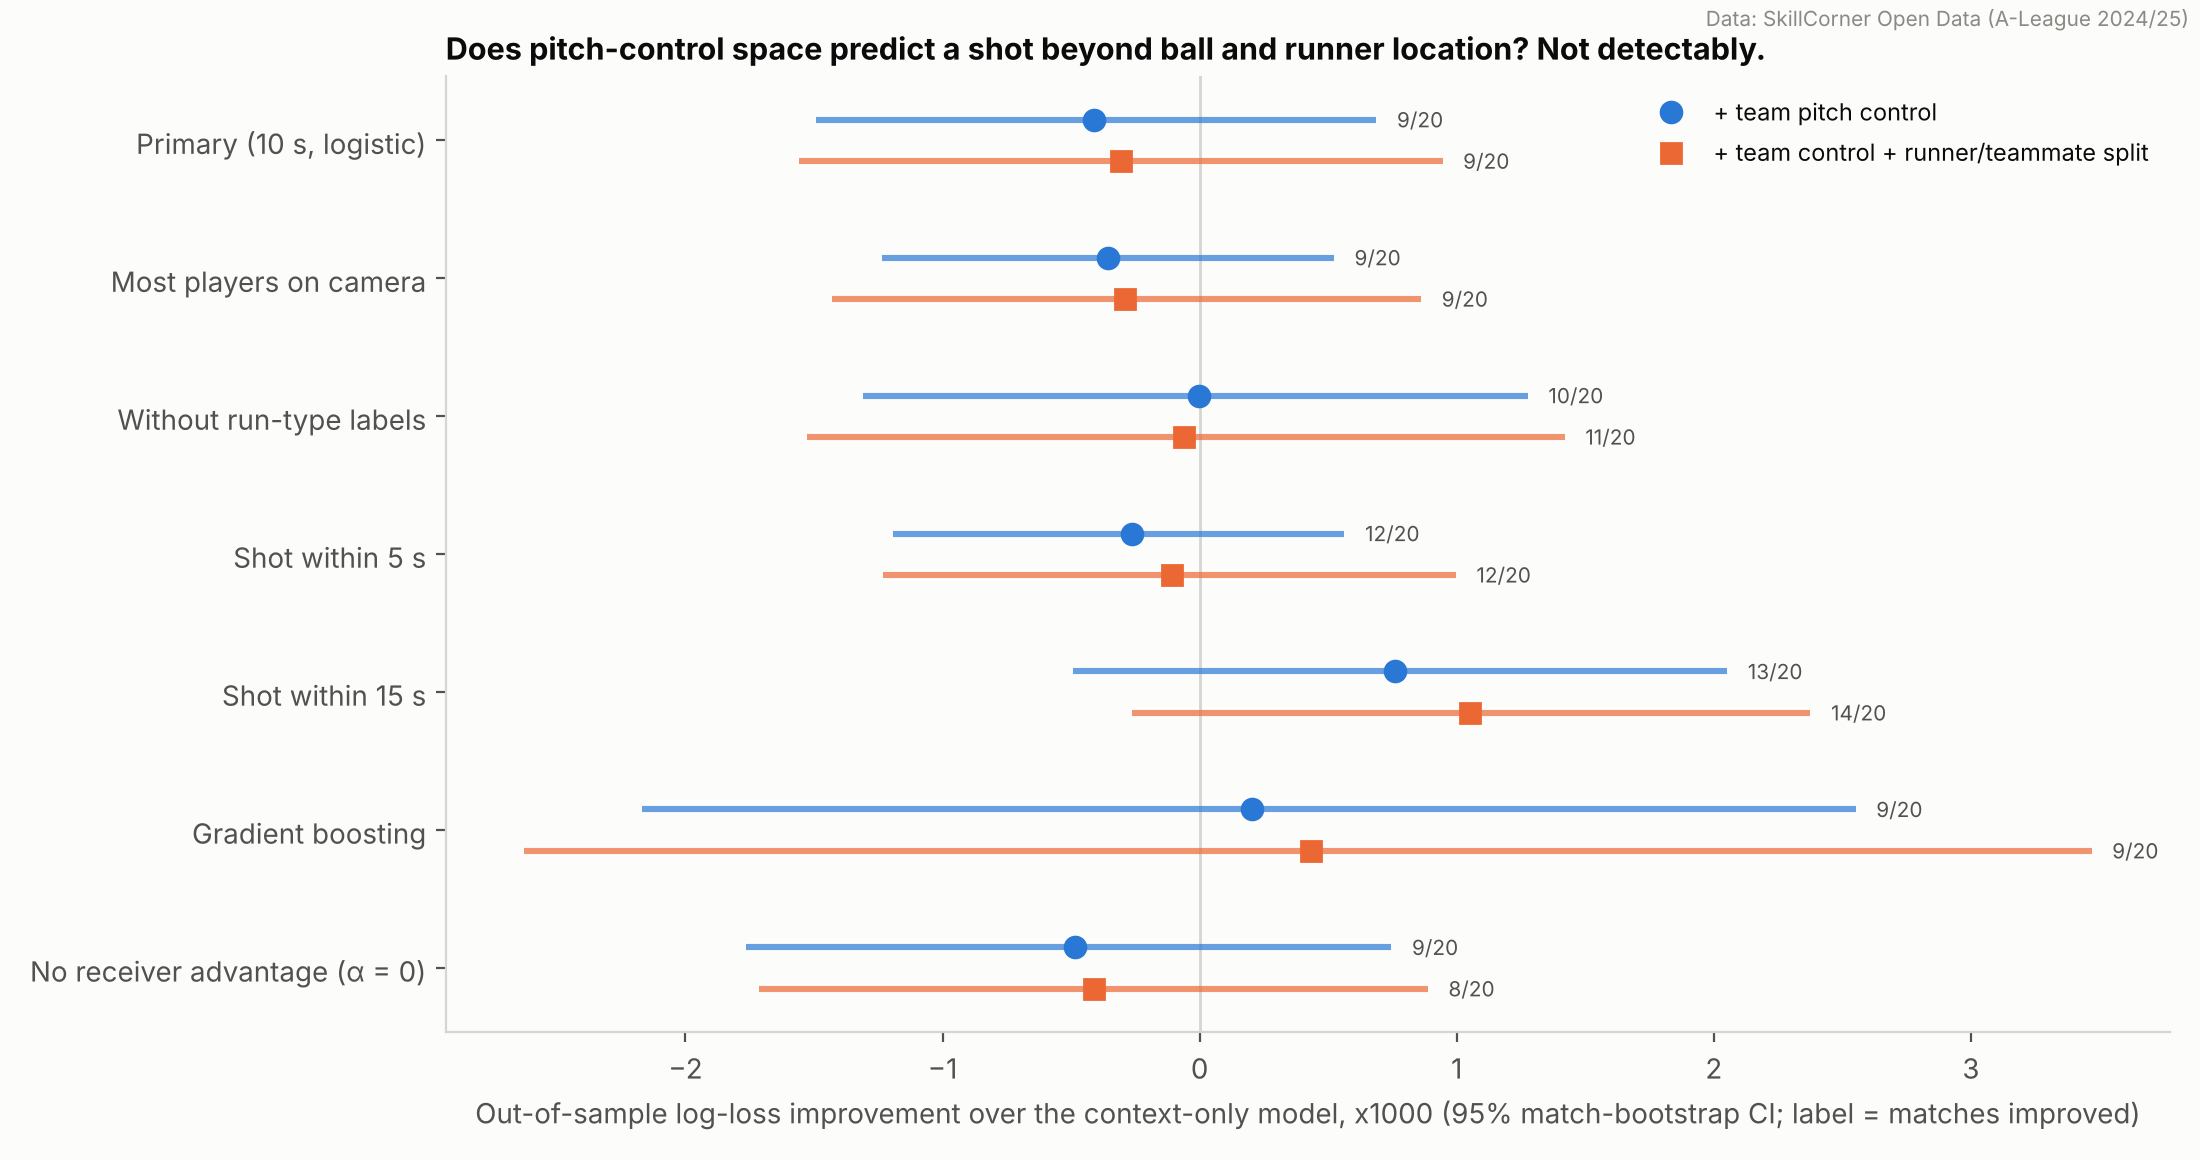 Data: SkillCorner Open Data (A-League 2024/25)
Does pitch-control space predict a shot beyond ball and runner location? Not detectably.
+ team pitch control
+ team control + runner/teammate split
Primary (10 s, logistic)
9/20
9/20
Most players on camera
9/20
9/20
Without run-type labels
10/20
11/20
Shot within 5 s
12/20
12/20
Shot within 15 s
13/20
14/20
Gradient boosting
9/20
9/20
No receiver advantage (α = 0)
9/20
8/20
−2
−1
0
1
2
3
Out-of-sample log-loss improvement over the context-only model, x1000 (95% match-bootstrap CI; label = matches improved)